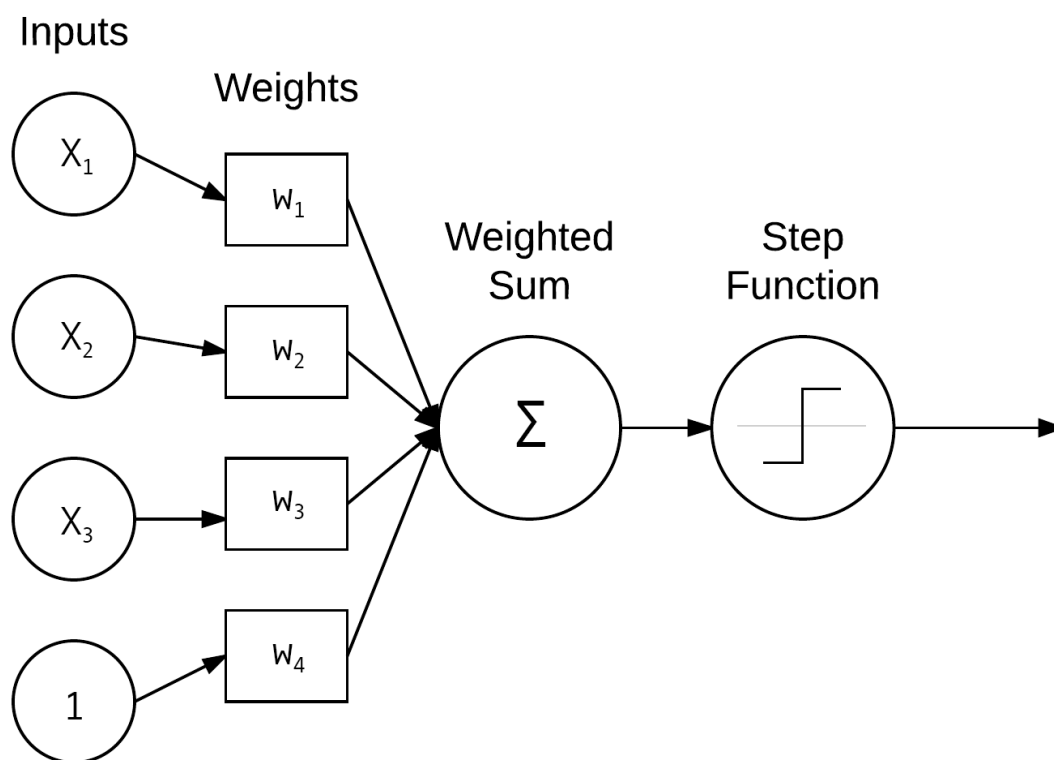 Inputs
Weights
X₁
w₁
X₂
w₂
X₃
w₃
1
w₄
Weighted
Sum
Σ
Step
Function